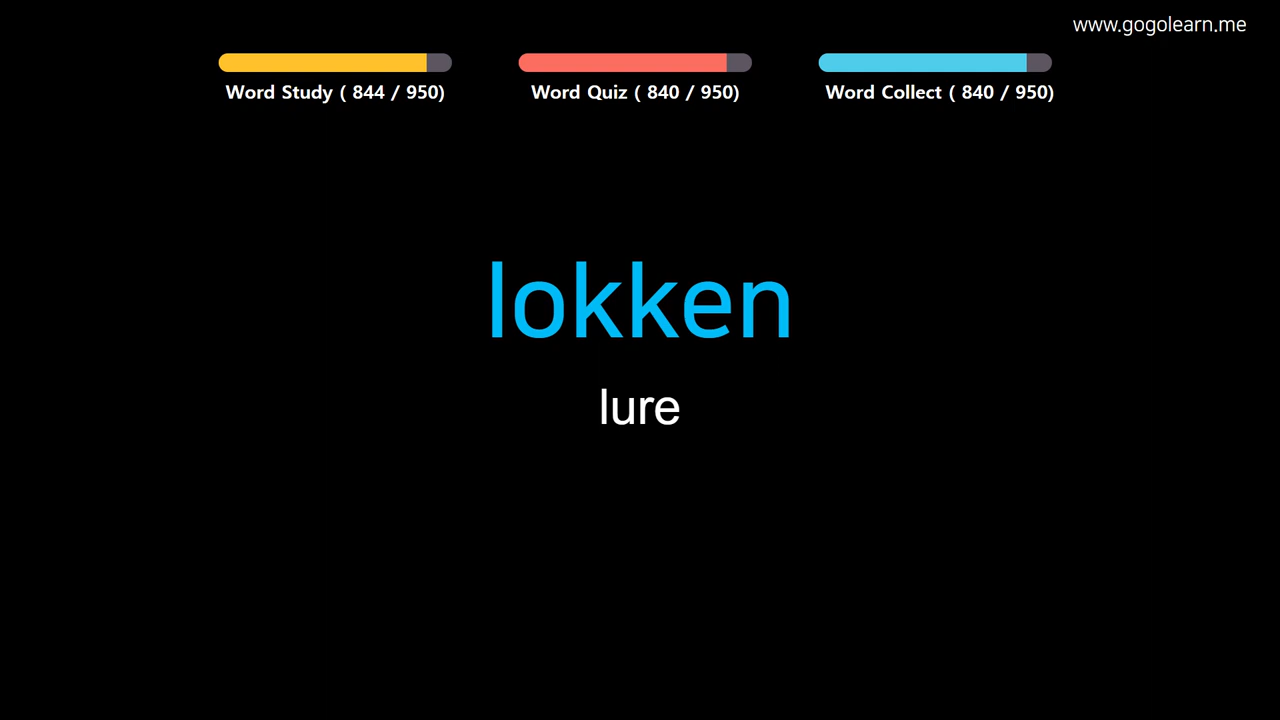 www.gogolearn.me
Word Study ( 844 / 950)
Word Quiz ( 840 / 950)
Word Collect ( 840 / 950)
lokken
lure